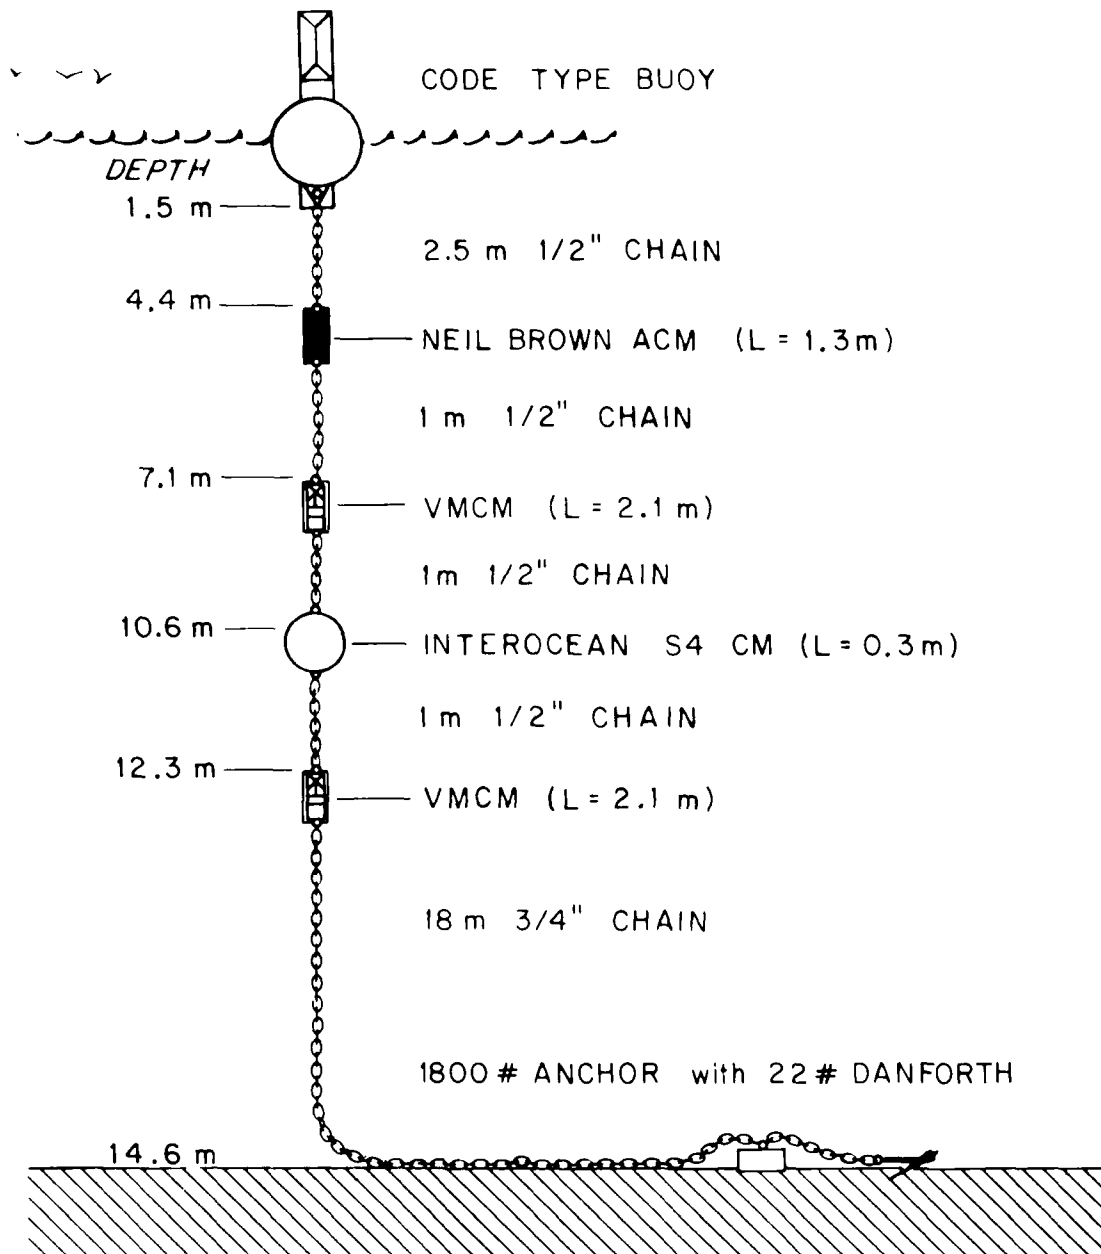 CODE TYPE BUOY
DEPTH
1.5 m
2.5 m 1/2" CHAIN
4.4 m
NEIL BROWN ACM (L = 1.3m)
1 m 1/2" CHAIN
7.1 m
VMCM (L = 2.1 m)
1m 1/2" CHAIN
10.6 m
INTEROCEAN S4 CM (L = 0.3m)
1 m 1/2" CHAIN
12.3 m
VMCM (L = 2.1 m)
18 m 3/4" CHAIN
1800 # ANCHOR with 22 # DANFORTH
14.6 m